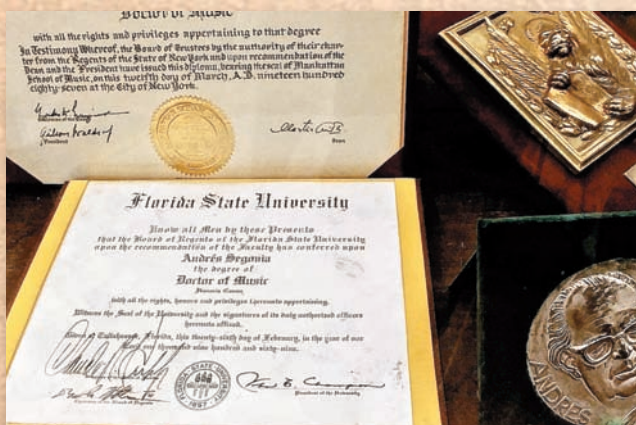 Doctor of Music
with all the rights and privileges appertaining to that degree
In Testimony Whereof, the Board of Trustees by the authority of their char-
ter from the Regents of the State of New York and upon recommendation of the
Dean and the President have issued this diploma, bearing the seal of Manhattan
School of Music, on this twelfth day of March, A.D. nineteen hundred
eighty-seven at the City of New York.
President
Dean
Florida State University
Know all Men by these Presents
that the Board of Regents of the Florida State University
upon the recommendation of the Faculty has conferred upon
Andrés Segovia
the degree of
Doctor of Music
Honoris Causa
with all the rights, honors and privileges thereunto appertaining.
Witness the Seal of the University and the signatures of its duly authorized officers
hereunto affixed.
Given at Tallahassee, Florida, this twenty-sixth day of February, in the year of our
Lord one thousand nine hundred and sixty-nine.
FLORIDA STATE UNIVERSITY
President of the University
ANDRES